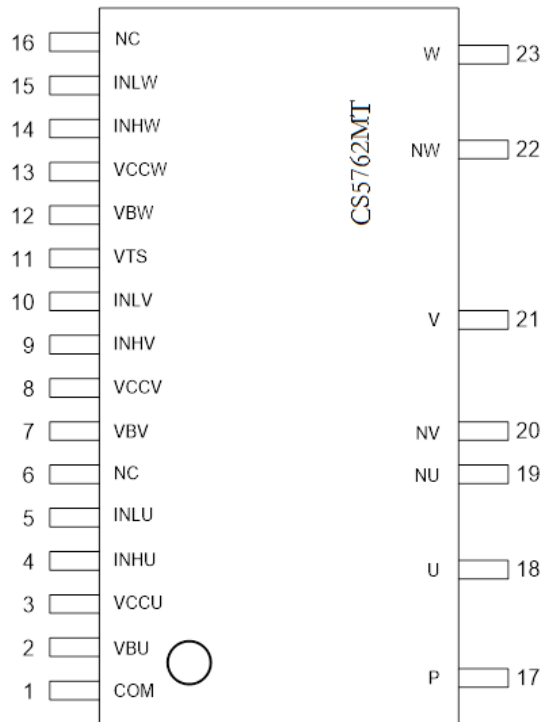 16 NC
15 INLW
14 INHW
13 VCCW
12 VBW
11 VTS
10 INLV
9 INHV
8 VCCV
7 VBV
6 NC
5 INLU
4 INHU
3 VCCU
2 VBU
1 COM
CS5762MT
W 23
NW 22
V 21
NV 20
NU 19
U 18
P 17